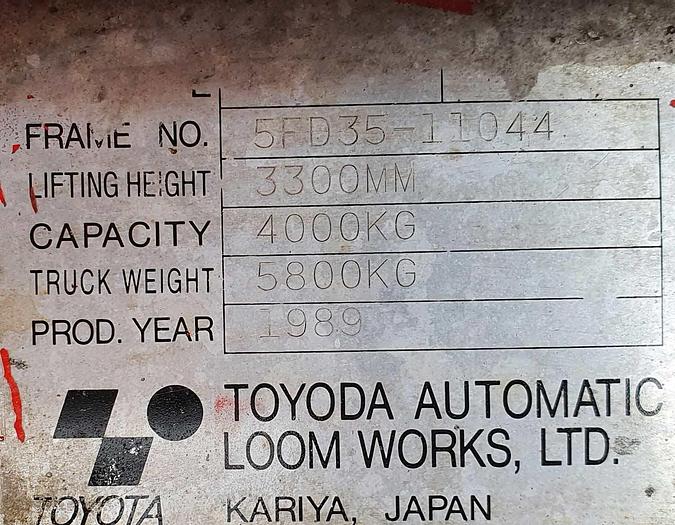 FRAME NO. 5FD35-11044
LIFTING HEIGHT 3300MM
CAPACITY 4000KG
TRUCK WEIGHT 5800KG
PROD. YEAR 1989
TOYODA AUTOMATIC
LOOM WORKS, LTD.
TOYOTA KARIYA, JAPAN